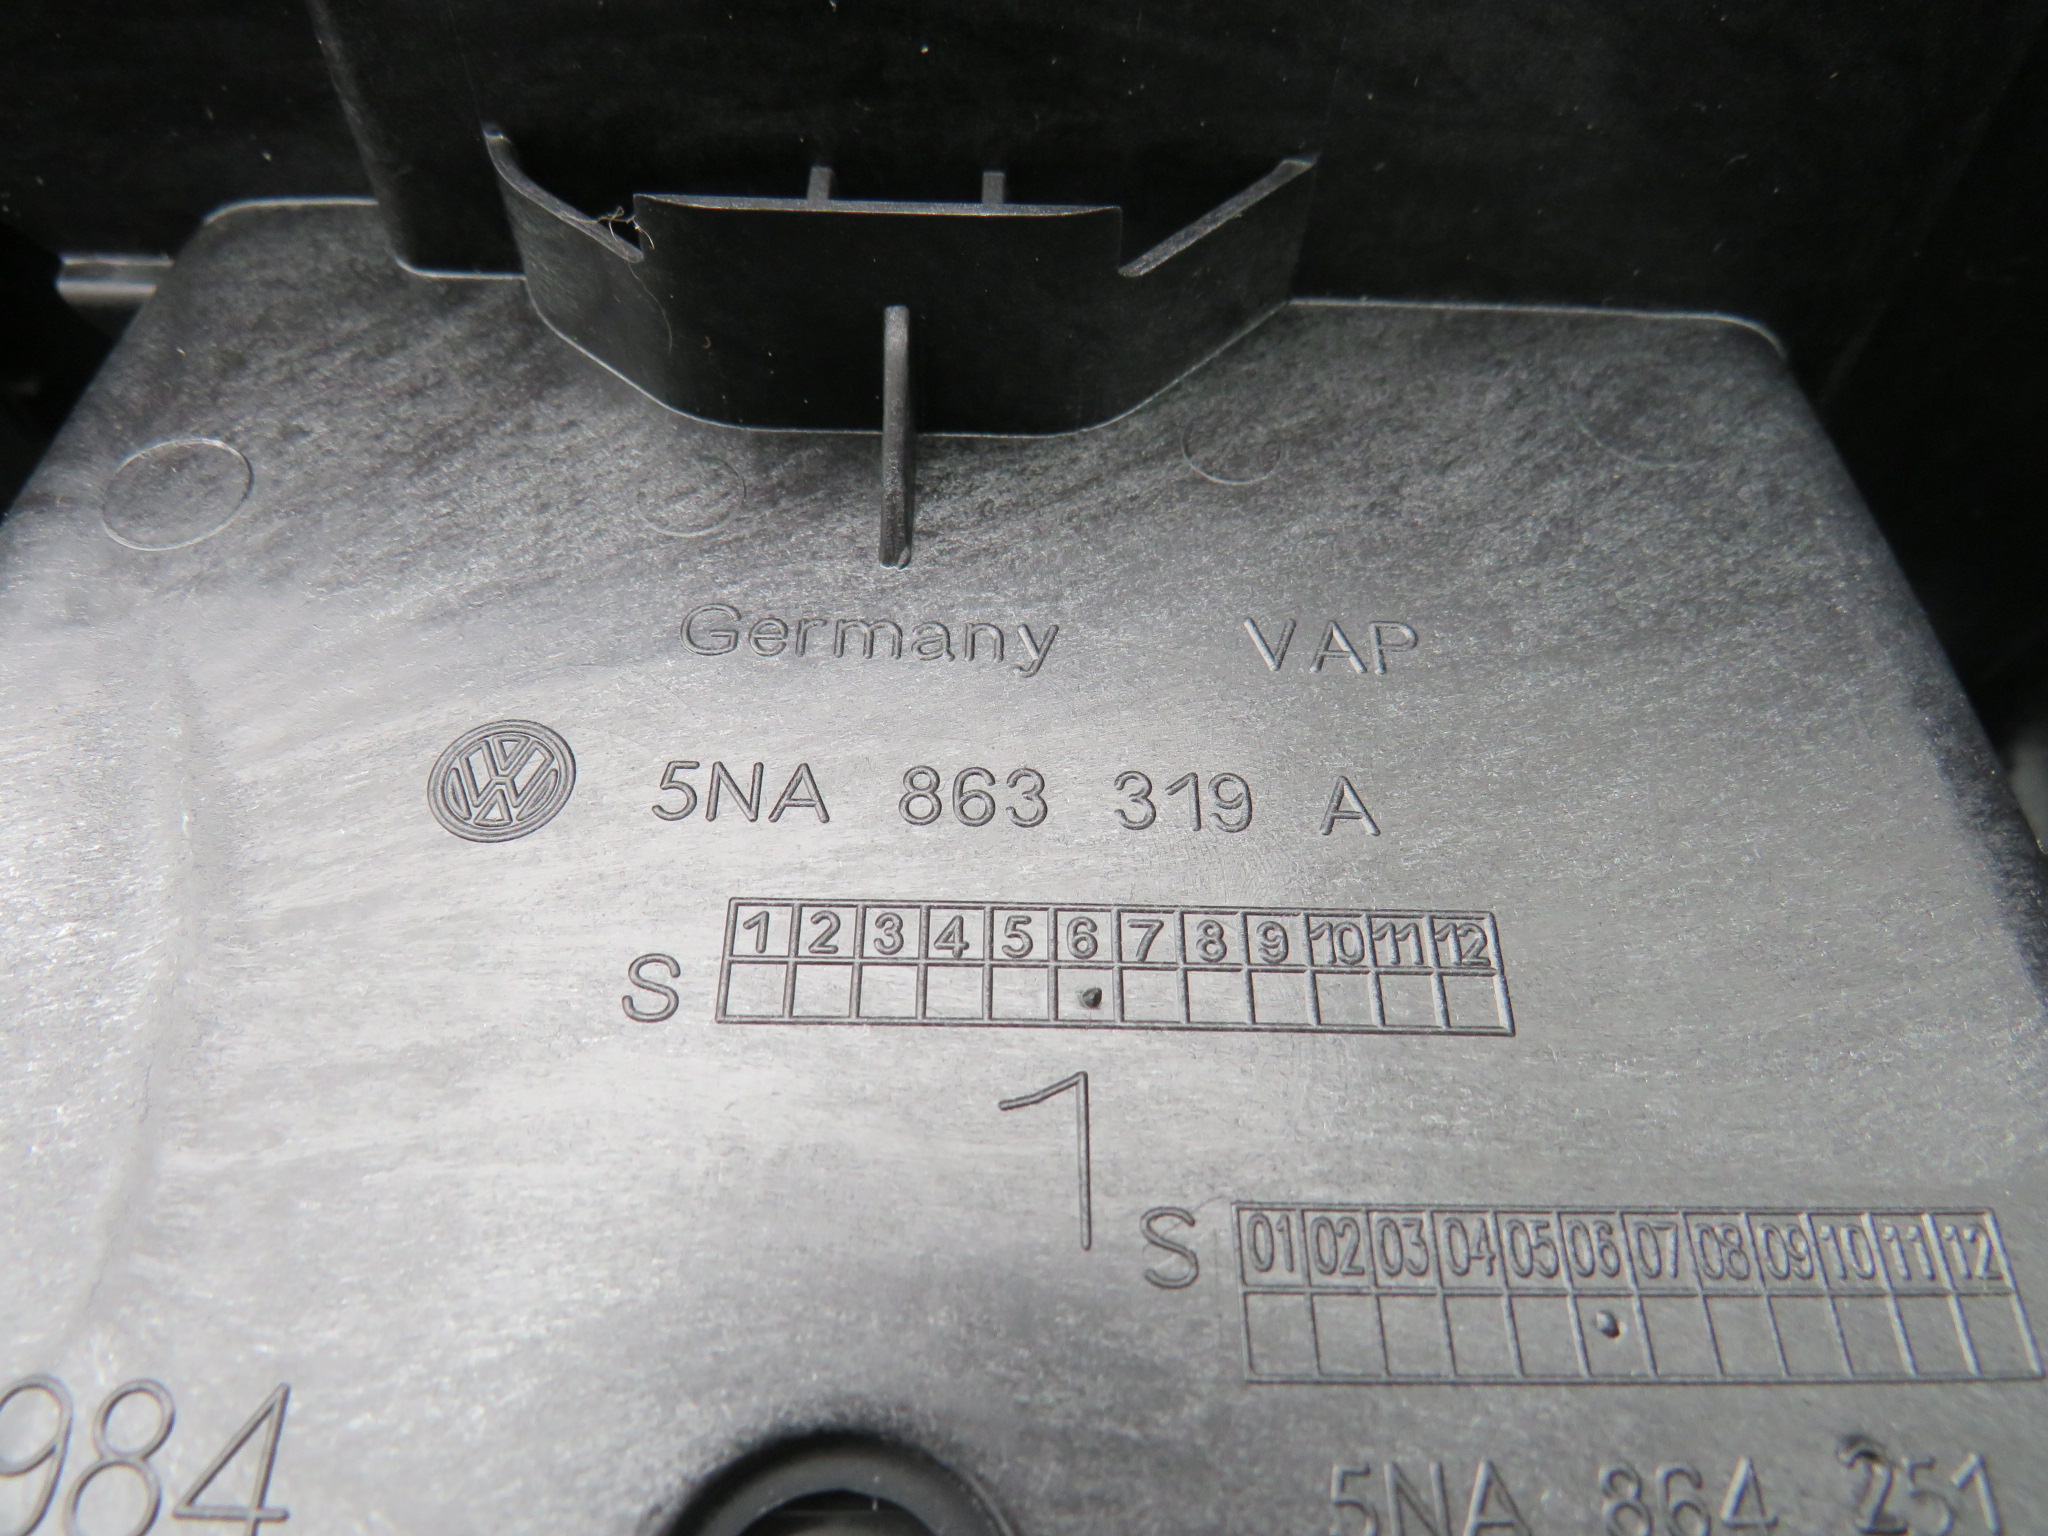 Germany VAP
5NA 863 319 A
1 2 3 4 5 6 7 8 9 10 11 12
S
1
S 01 02 03 04 05 06 07 08 09 10 11 12
984
5NA 864 251